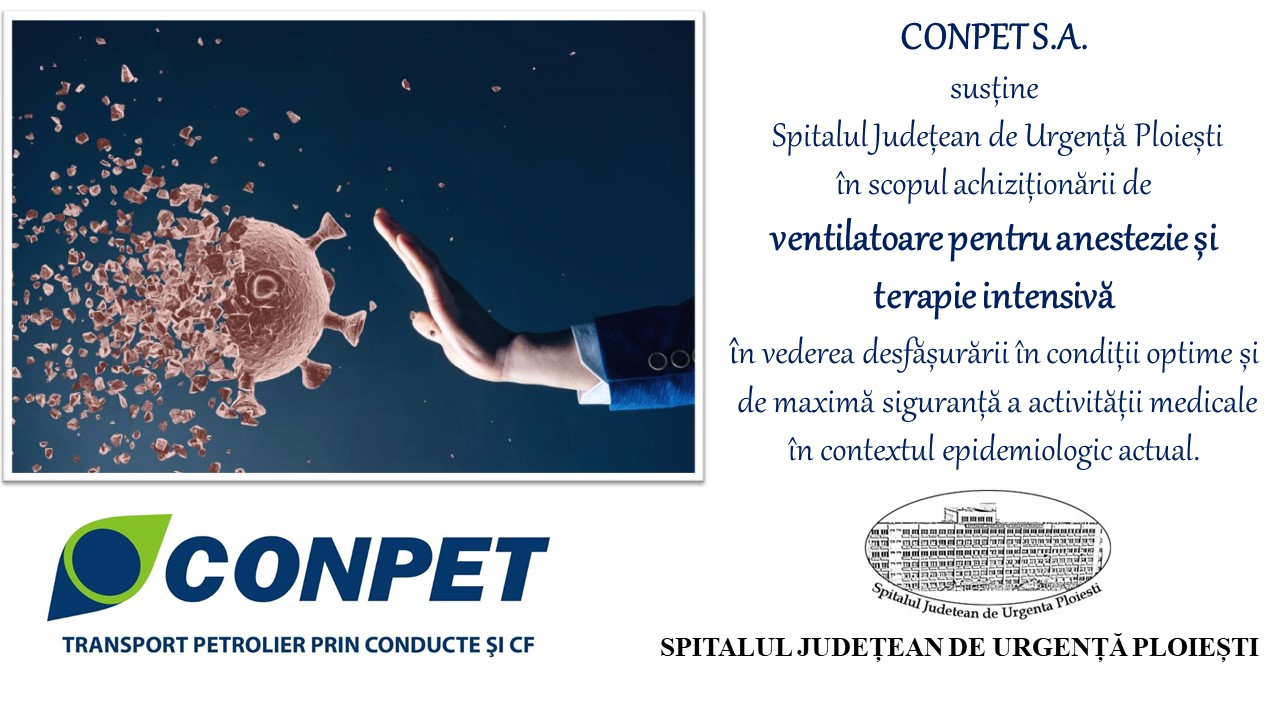 CONPET S.A.
susține
Spitalul Județean de Urgență Ploiești
în scopul achiziționării de
ventilatoare pentru anestezie și
terapie intensivă
în vederea desfășurării în condiții optime și
de maximă siguranță a activității medicale
în contextul epidemiologic actual.
CONPET
TRANSPORT PETROLIER PRIN CONDUCTE ŞI CF
Spitalul Judetean de Urgenta Ploiesti
SPITALUL JUDEȚEAN DE URGENȚĂ PLOIEȘTI